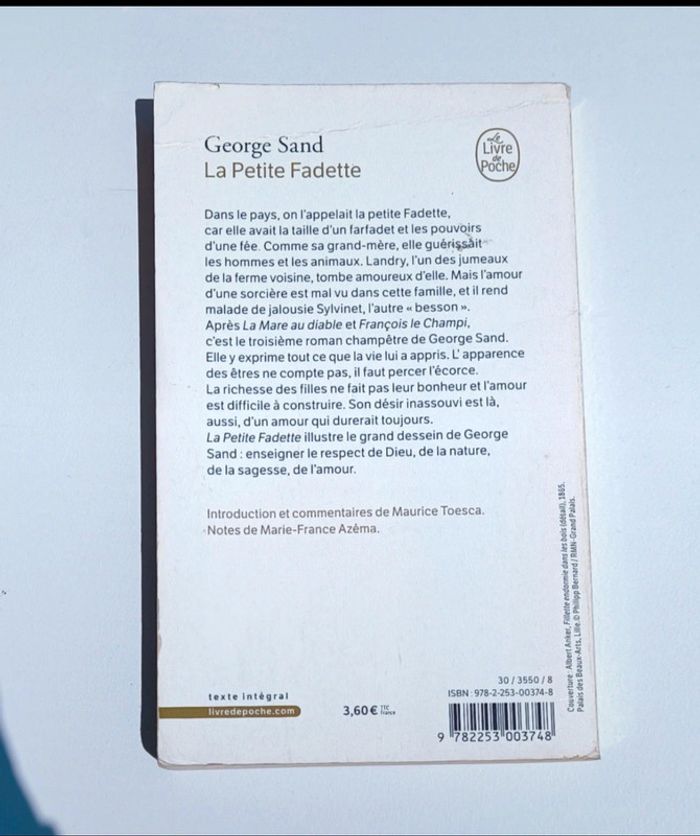 George Sand
La Petite Fadette
Le
Livre
de
Poche
Dans le pays, on l'appelait la petite Fadette,
car elle avait la taille d'un farfadet et les pouvoirs
d'une fée. Comme sa grand-mère, elle guérissait
les hommes et les animaux. Landry, l'un des jumeaux
de la ferme voisine, tombe amoureux d'elle. Mais l'amour
d'une sorcière est mal vu dans cette famille, et il rend
malade de jalousie Sylvinet, l'autre « besson ».
Après La Mare au diable et François le Champi,
c'est le troisième roman champêtre de George Sand.
Elle y exprime tout ce que la vie lui a appris. L' apparence
des êtres ne compte pas, il faut percer l'écorce.
La richesse des filles ne fait pas leur bonheur et l'amour
est difficile à construire. Son désir inassouvi est là,
aussi, d'un amour qui durerait toujours.
La Petite Fadette illustre le grand dessein de George
Sand : enseigner le respect de Dieu, de la nature,
de la sagesse, de l'amour.
Introduction et commentaires de Maurice Toesca.
Notes de Marie-France Azéma.
Couverture : Albert Anker, Fillette endormie dans les bois (détail), 1865.
Palais des Beaux-Arts, Lille. © Philipp Bernard / RMN-Grand Palais.
texte intégral
livredepoche.com
3,60 € TTC
France
30 / 3550 / 8
ISBN : 978-2-253-00374-8
9 782253 003748